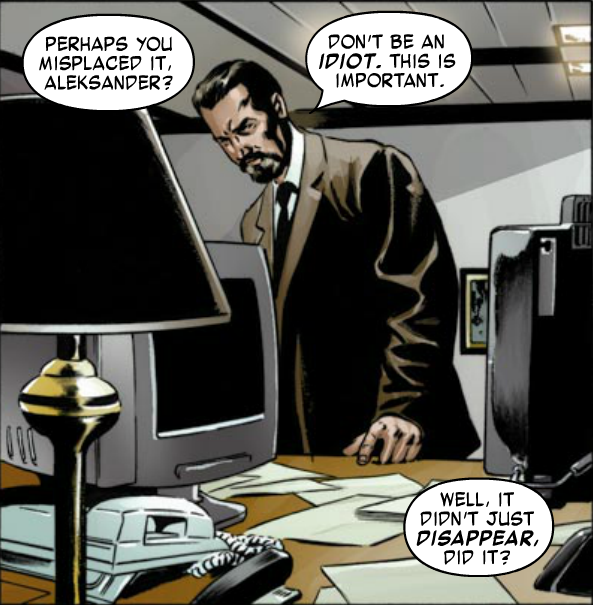 PERHAPS YOU
MISPLACED IT,
ALEKSANDER?
DON'T BE AN
IDIOT. THIS IS
IMPORTANT.
WELL, IT
DIDN'T JUST
DISAPPEAR,
DID IT?